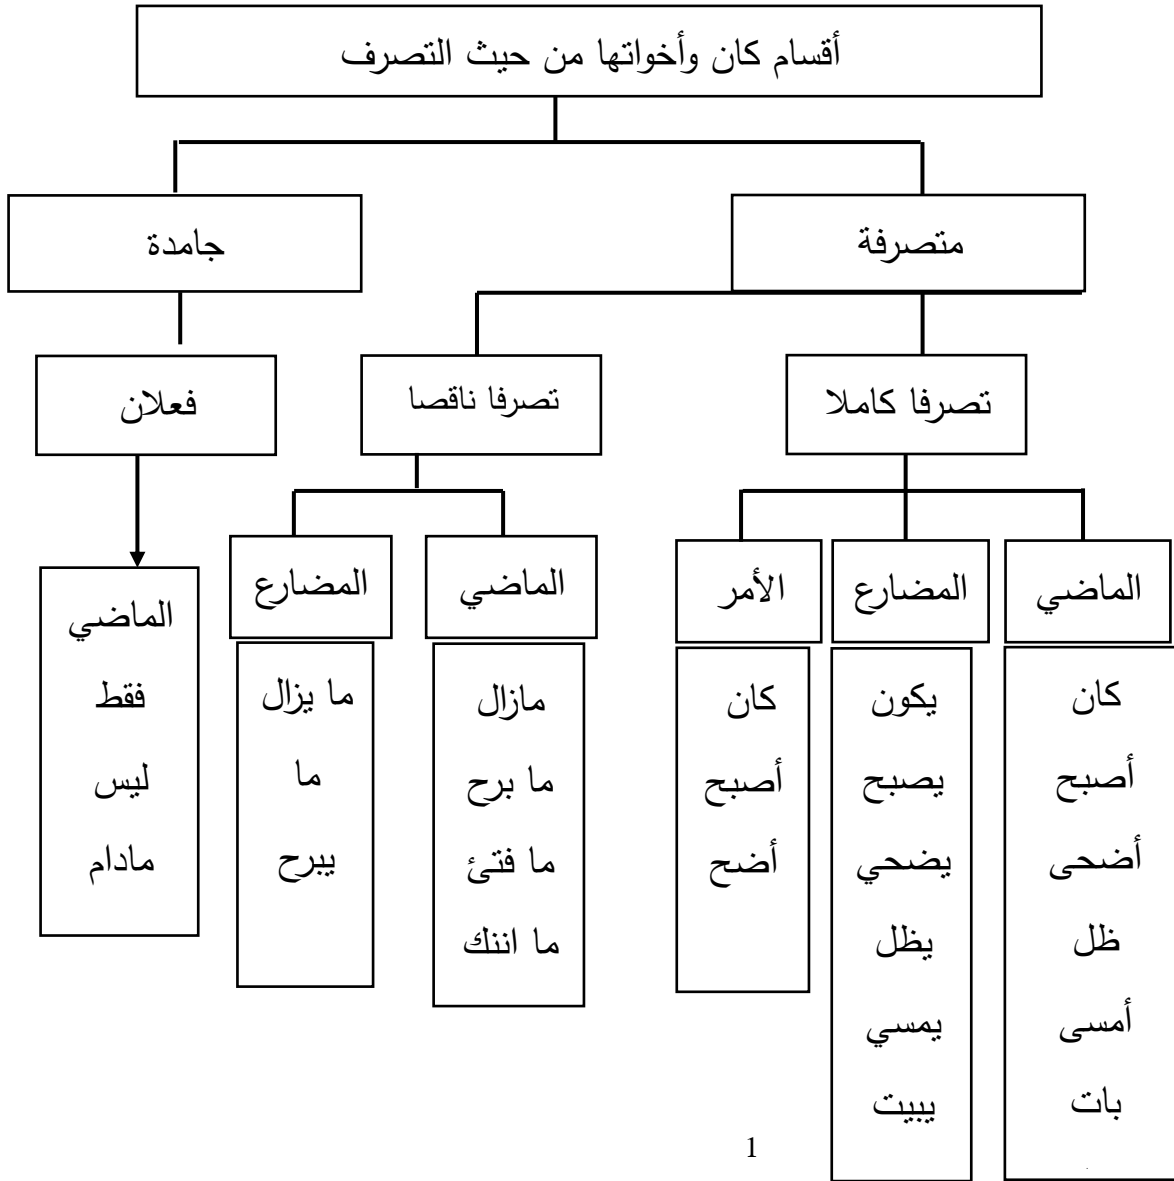 أقسام كان وأخواتها من حيث التصرف
متصرفة
جامدة
تصرفا كاملا
تصرفا ناقصا
فعلان
الماضي
كان
أصبح
أضحى
ظل
أمسى
بات
المضارع
يكون
يصبح
يضحي
يظل
يمسي
يبيت
الأمر
كان
أصبح
أضح
الماضي
مازال
ما برح
ما فتئ
ما اننك
المضارع
ما يزال
ما
يبرح
الماضي
فقط
ليس
مادام
1